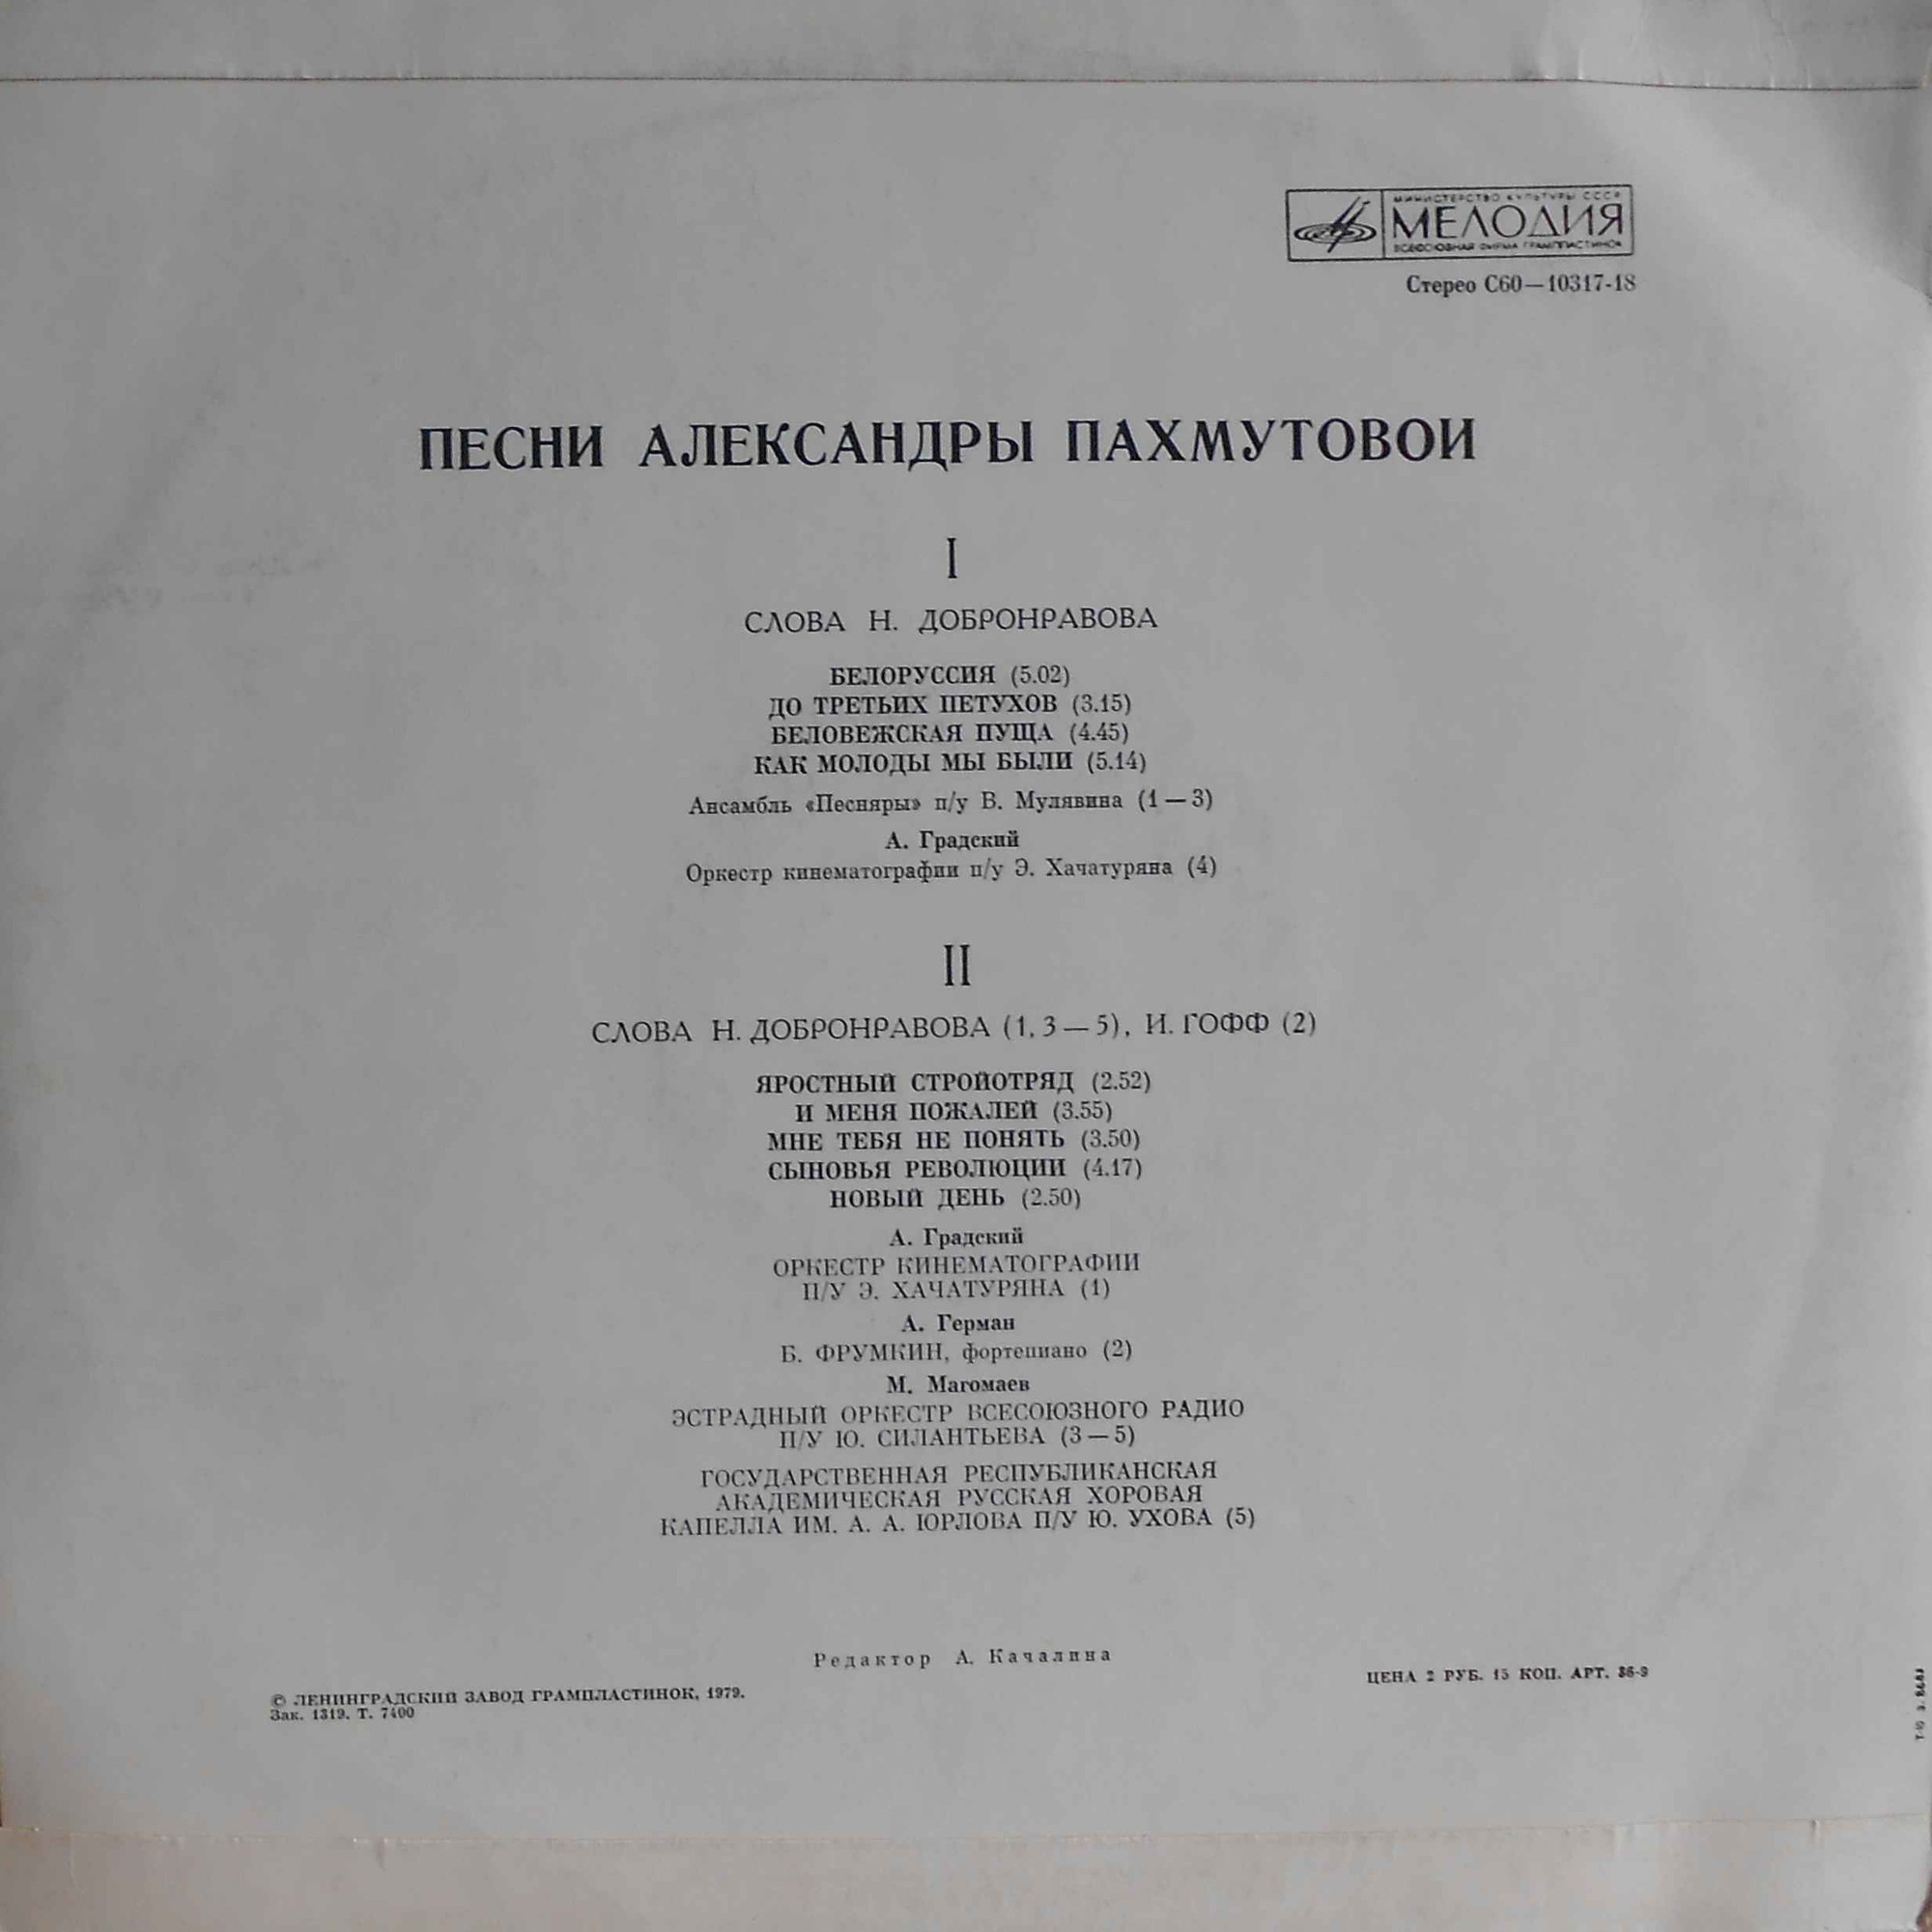 МИНИСТЕРСТВО КУЛЬТУРЫ СССР
МЕЛОДИЯ
ВСЕСОЮЗНАЯ ФИРМА ГРАМПЛАСТИНОК
Стерео С60—10317-18
ПЕСНИ АЛЕКСАНДРЫ ПАХМУТОВОИ
I
СЛОВА Н. ДОБРОНРАВОВА
БЕЛОРУССИЯ (5.02)
ДО ТРЕТЬИХ ПЕТУХОВ (3.15)
БЕЛОВЕЖСКАЯ ПУЩА (4.45)
КАК МОЛОДЫ МЫ БЫЛИ (5.14)
Ансамбль «Песняры» п/у В. Мулявина (1 — 3)
А. Градский
Оркестр кинематографии п/у Э. Хачатуряна (4)
II
СЛОВА Н. ДОБРОНРАВОВА (1, 3 — 5), И. ГОФФ (2)
ЯРОСТНЫЙ СТРОЙОТРЯД (2.52)
И МЕНЯ ПОЖАЛЕЙ (3.55)
МНЕ ТЕБЯ НЕ ПОНЯТЬ (3.50)
СЫНОВЬЯ РЕВОЛЮЦИИ (4.17)
НОВЫЙ ДЕНЬ (2.50)
А. Градский
ОРКЕСТР КИНЕМАТОГРАФИИ
П/У Э. ХАЧАТУРЯНА (1)
А. Герман
Б. ФРУМКИН, фортепиано (2)
М. Магомаев
ЭСТРАДНЫЙ ОРКЕСТР ВСЕСОЮЗНОГО РАДИО
П/У Ю. СИЛАНТЬЕВА (3 — 5)
ГОСУДАРСТВЕННАЯ РЕСПУБЛИКАНСКАЯ
АКАДЕМИЧЕСКАЯ РУССКАЯ ХОРОВАЯ
КАПЕЛЛА ИМ. А. А. ЮРЛОВА П/У Ю. УХОВА (5)
Редактор А. Качалина
© ЛЕНИНГРАДСКИЙ ЗАВОД ГРАМПЛАСТИНОК, 1979.
Зак. 1319. Т. 7400
ЦЕНА 2 РУБ. 15 КОП. АРТ. 36-9